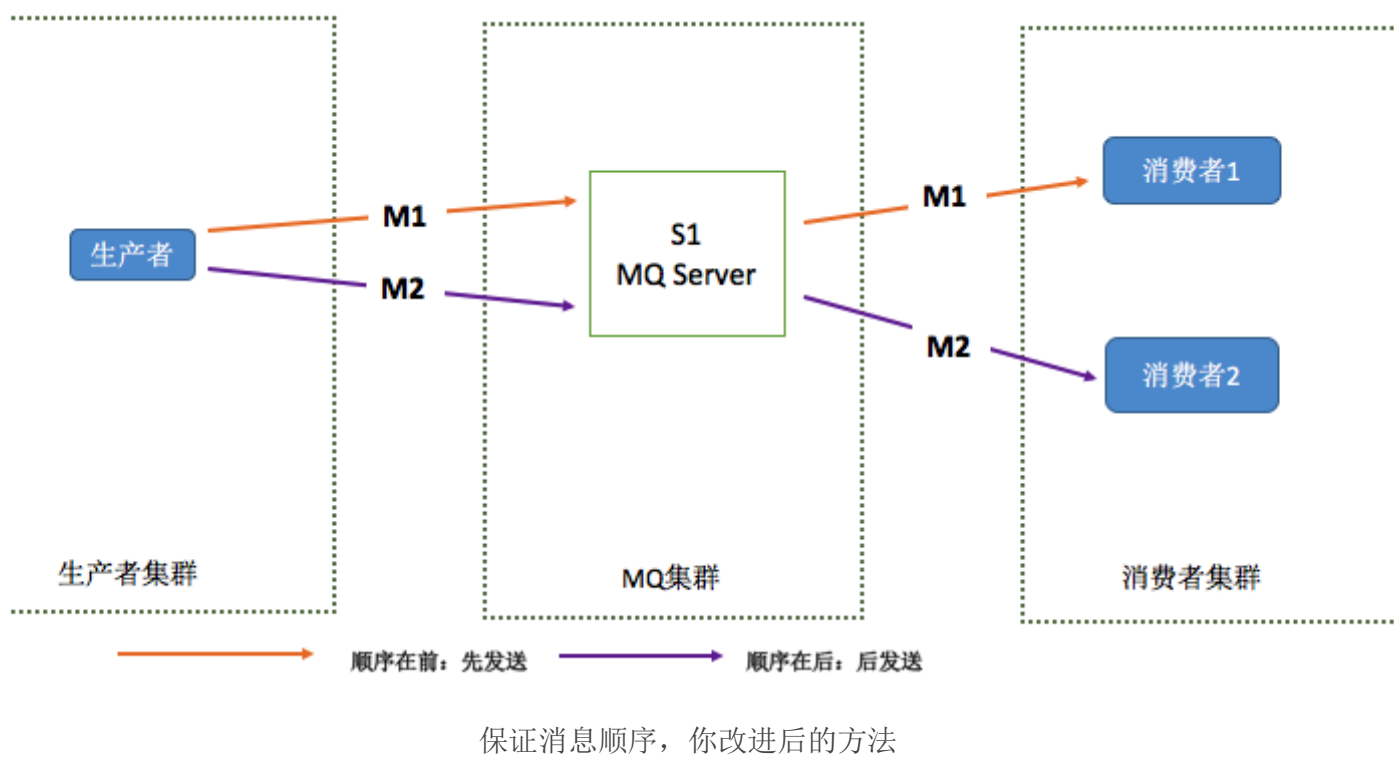 M1
M1
消费者1
生产者
S1
MQ Server
M2
M2
消费者2
生产者集群
MQ集群
消费者集群
顺序在前：先发送
顺序在后：后发送
保证消息顺序，你改进后的方法